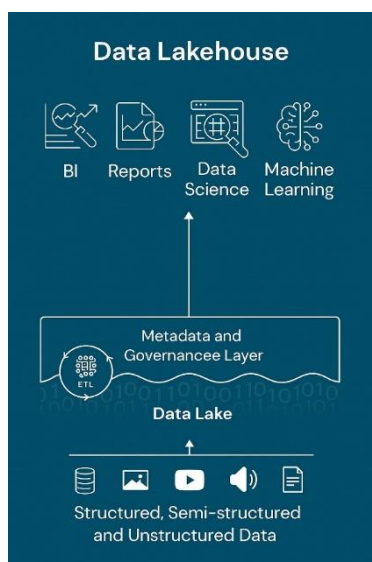 Data Lakehouse
BI
Reports
Data
Science
Machine
Learning
Metadata and
Governancee Layer
ETL
Data Lake
Structured, Semi-structured
and Unstructured Data